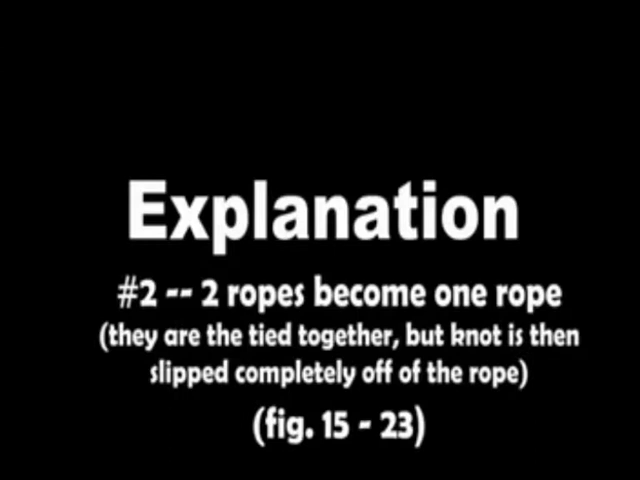 Explanation
#2 -- 2 ropes become one rope
(they are the tied together, but knot is then
slipped completely off of the rope)
(fig. 15 - 23)